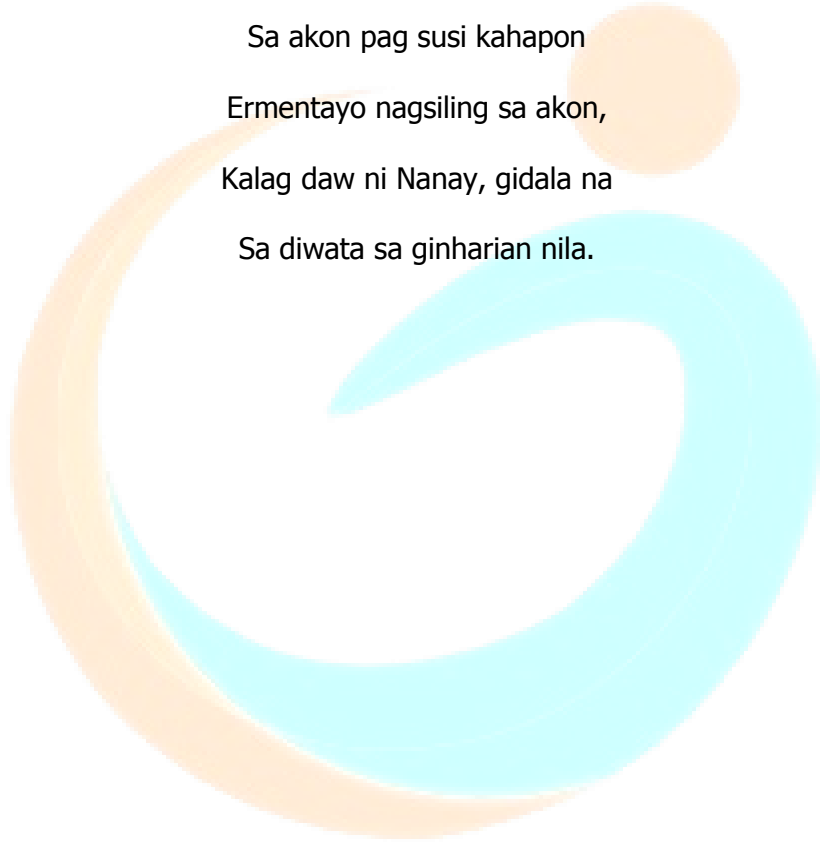 Sa akon pag susi kahapon
Ermentayo nagsiling sa akon,
Kalag daw ni Nanay, gidala na
Sa diwata sa ginharian nila.